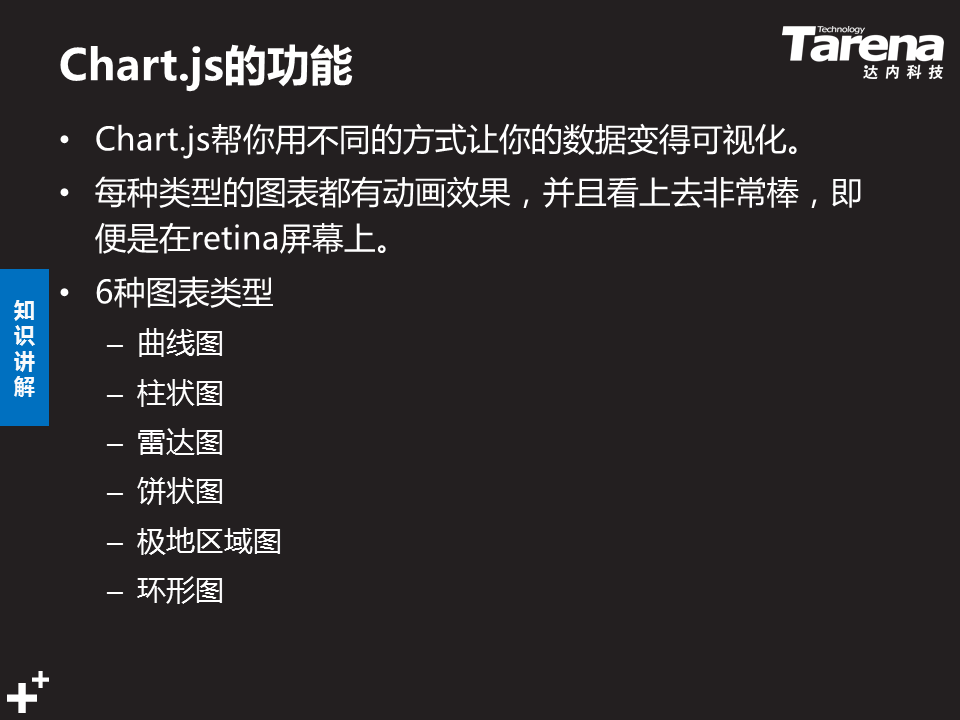 Chart.js的功能
Technology
Tarena
达内科技
• Chart.js帮你用不同的方式让你的数据变得可视化。
• 每种类型的图表都有动画效果，并且看上去非常棒，即
便是在retina屏幕上。
• 6种图表类型
– 曲线图
– 柱状图
– 雷达图
– 饼状图
– 极地区域图
– 环形图
知
识
讲
解